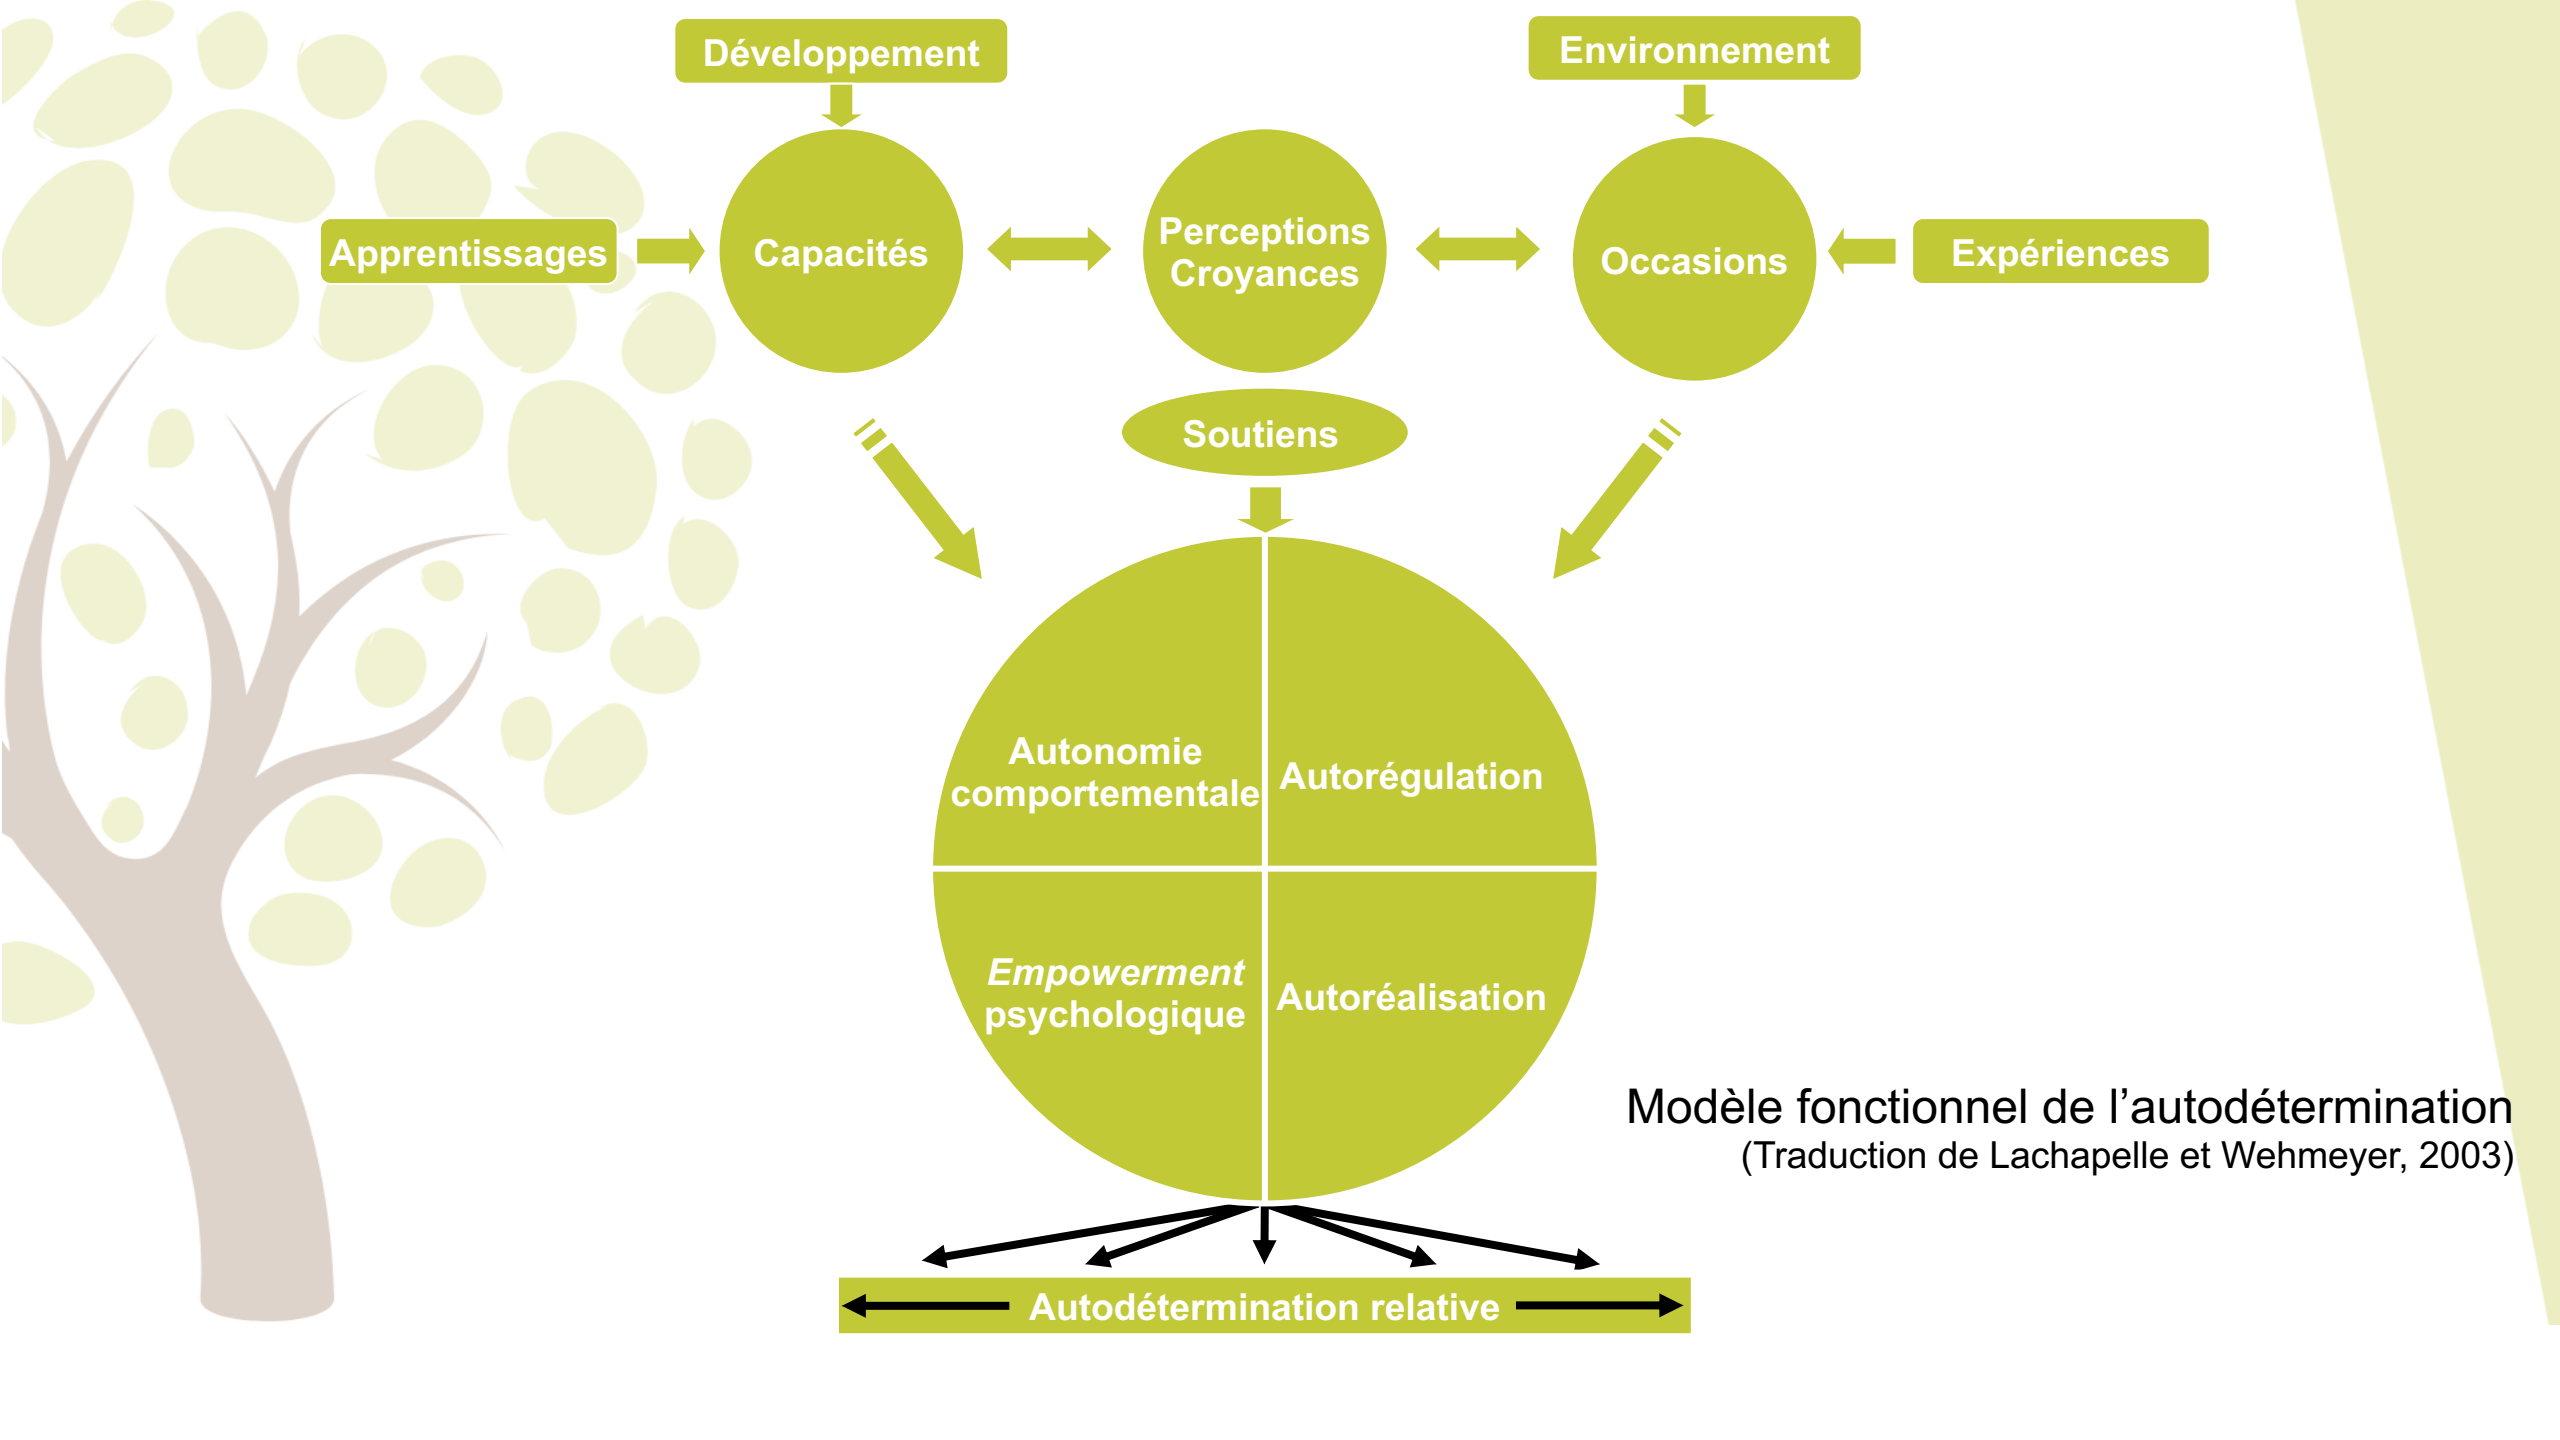 Développement
Environnement
Apprentissages
Capacités
Perceptions
Croyances
Occasions
Expériences
Soutiens
Autonomie
comportementale
Autorégulation
Empowerment
psychologique
Autoréalisation
Modèle fonctionnel de l’autodétermination
(Traduction de Lachapelle et Wehmeyer, 2003)
Autodétermination relative